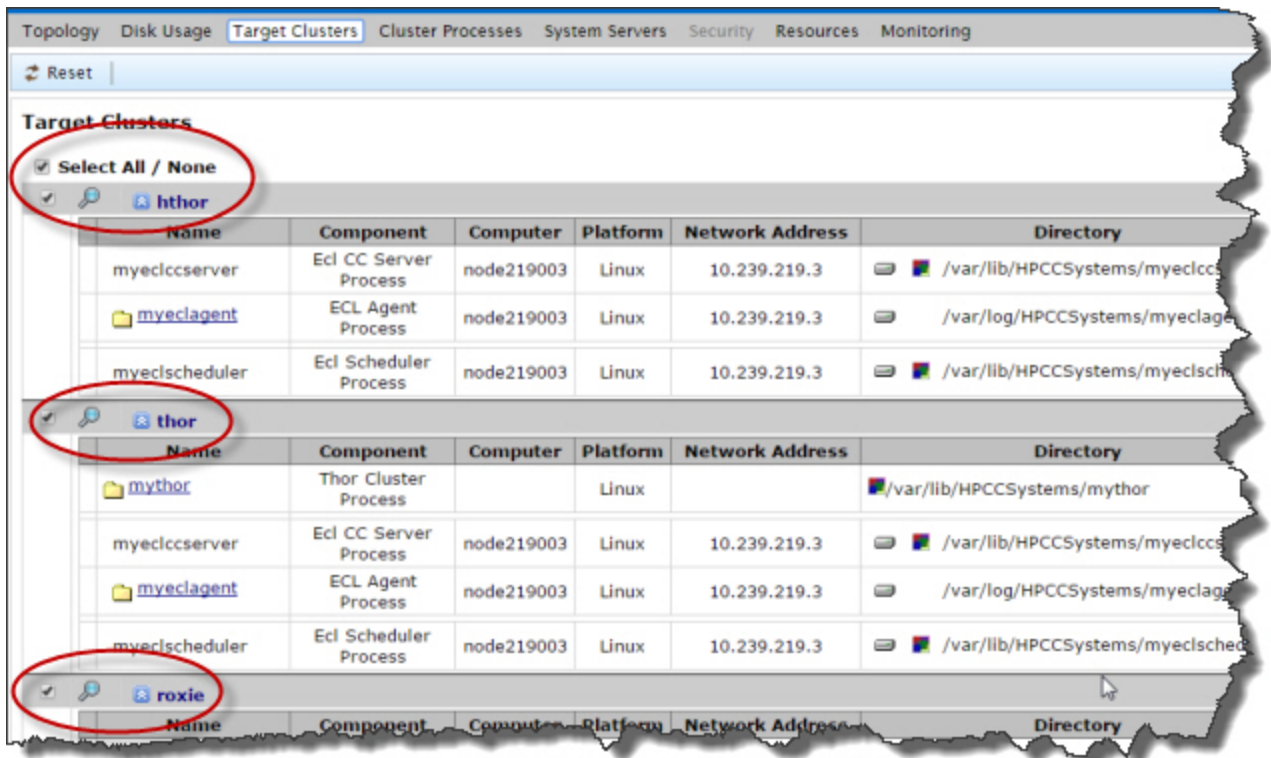 Topology Disk Usage Target Clusters Cluster Processes System Servers Security Resources Monitoring
Reset
Target Clusters
Select All / None
hthor
Name Component Computer Platform Network Address Directory
myeclccserver Ecl CC Server Process node219003 Linux 10.239.219.3 /var/lib/HPCCSystems/myeclccs
myeclagent ECL Agent Process node219003 Linux 10.239.219.3 /var/log/HPCCSystems/myeclage
myeclscheduler Ecl Scheduler Process node219003 Linux 10.239.219.3 /var/lib/HPCCSystems/myeclsch
thor
Name Component Computer Platform Network Address Directory
mythor Thor Cluster Process Linux /var/lib/HPCCSystems/mythor
myeclccserver Ecl CC Server Process node219003 Linux 10.239.219.3 /var/lib/HPCCSystems/myeclccs
myeclagent ECL Agent Process node219003 Linux 10.239.219.3 /var/log/HPCCSystems/myeclag
myeclscheduler Ecl Scheduler Process node219003 Linux 10.239.219.3 /var/lib/HPCCSystems/myeclsched
roxie
Name Component Computer Platform Network Address Directory